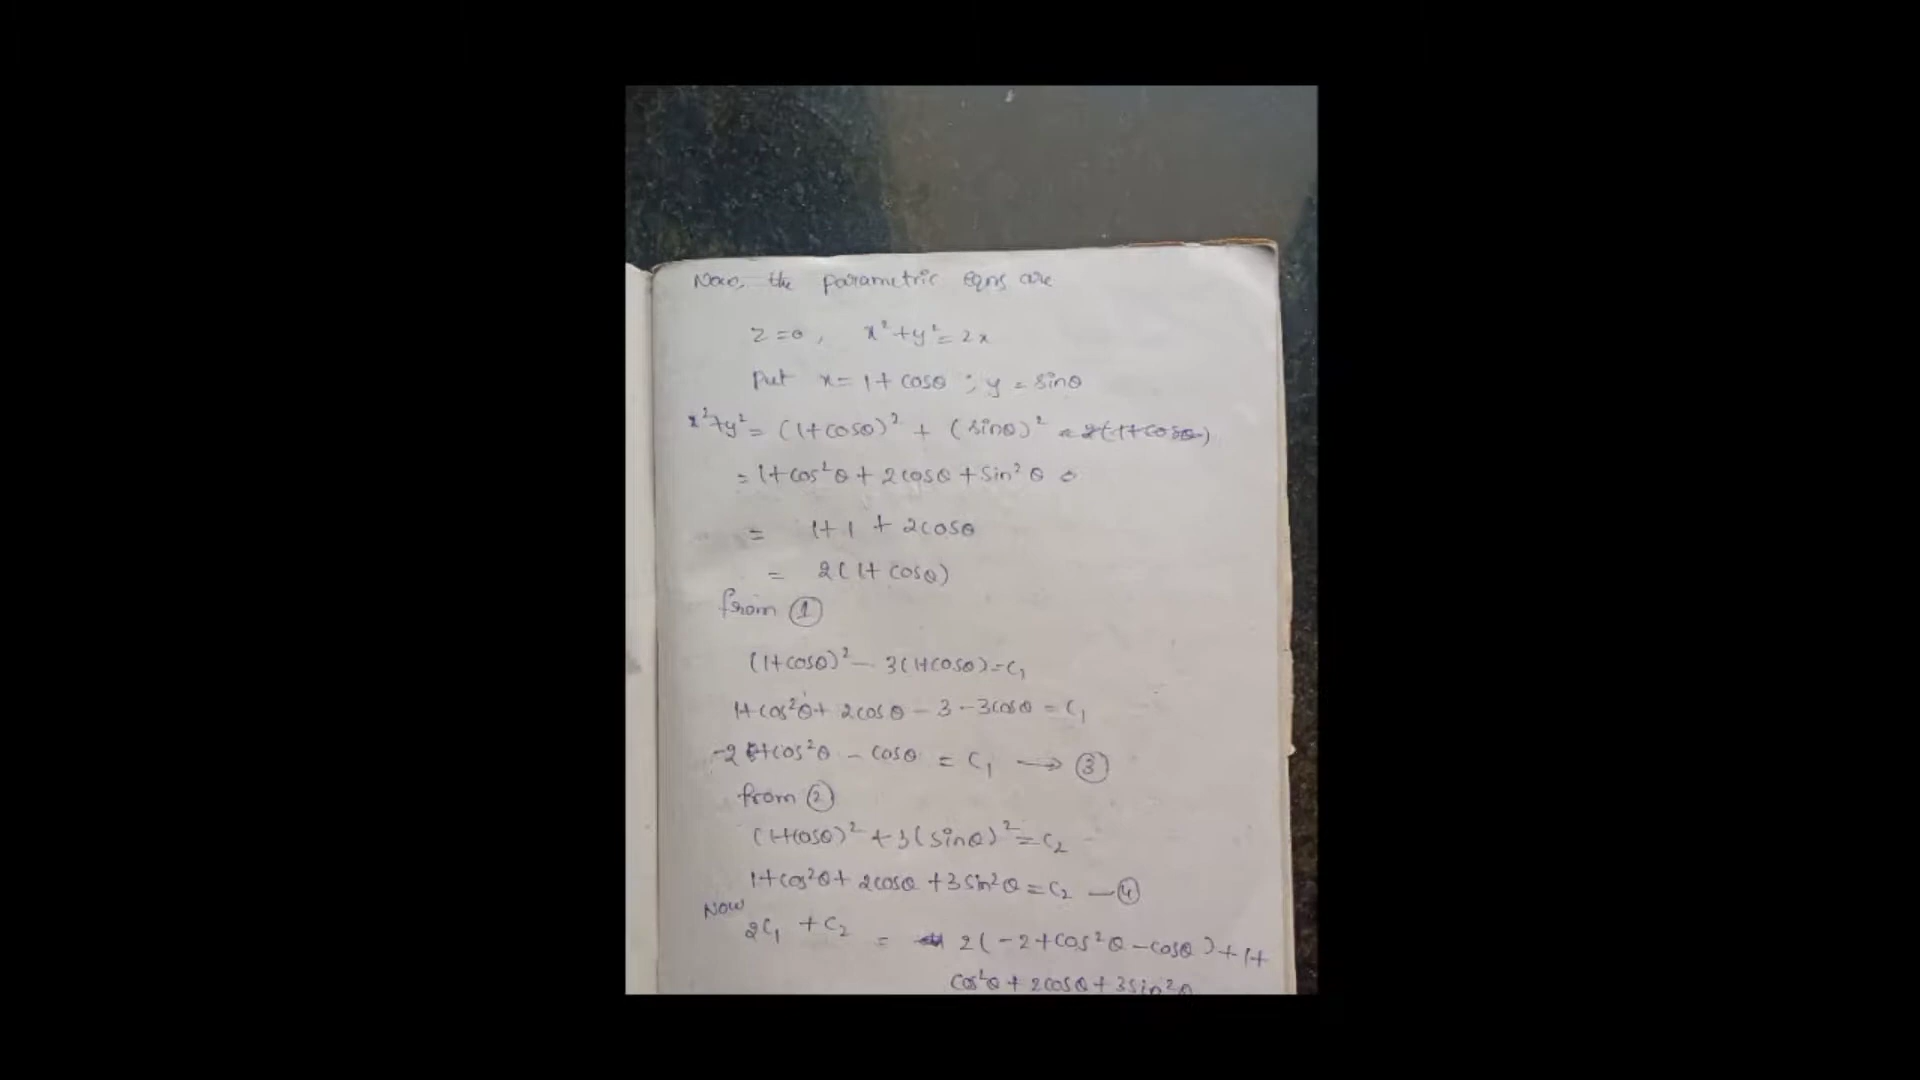 Now, the parametric eqns are
z=0, x²+y²=2x
Put x=1+cosθ ; y=sinθ
x²+y²= (1+cosθ)² + (sinθ)² = 2(1+cosθ)
=1+cos²θ+2cosθ+sin²θ
= 1+1+2cosθ
= 2(1+cosθ)
from ①
(1+cosθ)²-3(1+cosθ)=C₁
1+cos²θ+2cosθ-3-3cosθ=C₁
-2+cos²θ-cosθ = C₁ → ③
from ②
(1+cosθ)²+3(sinθ)²=C₂
1+cos²θ+2cosθ+3sin²θ=C₂ —④
Now
2C₁+C₂ = 2(-2+cos²θ-cosθ)+1+
cos²θ+2cosθ+3sin²θ